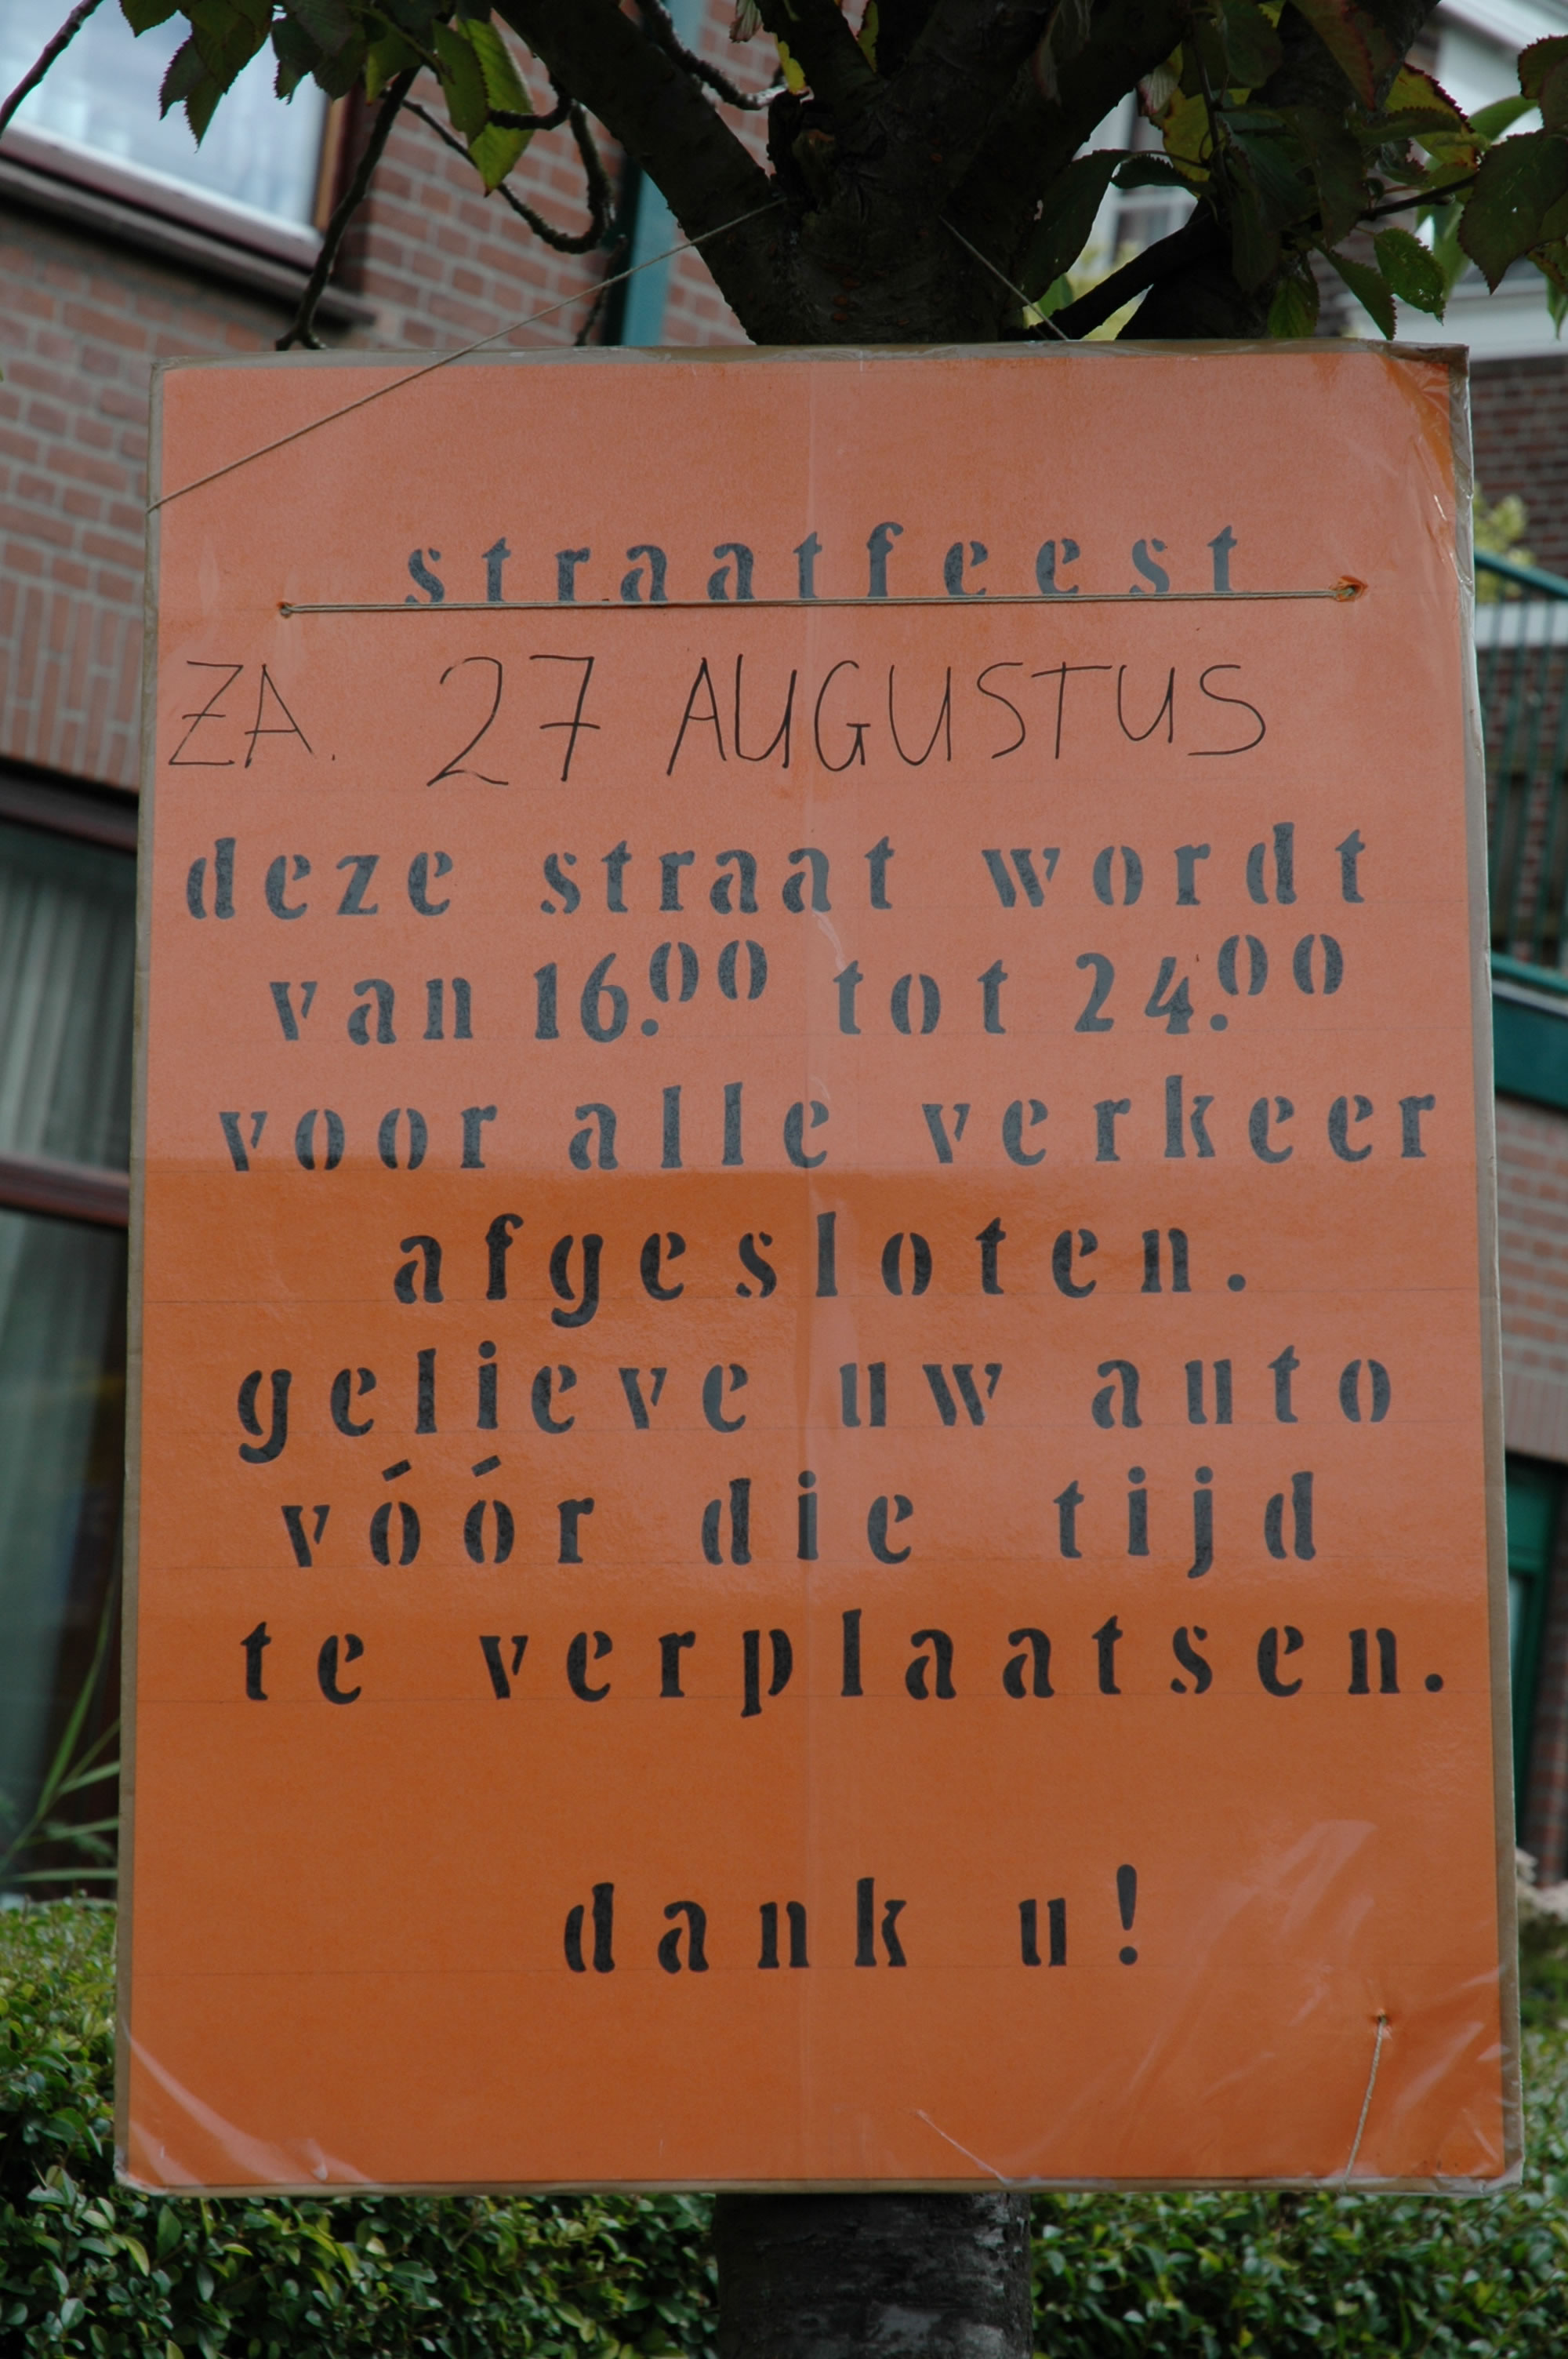 straatfeest
ZA. 27 AUGUSTUS
deze straat wordt
van 16.00 tot 24.00
voor alle verkeer
afgesloten.
gelieve uw auto
vóór die tijd
te verplaatsen.
dank u!